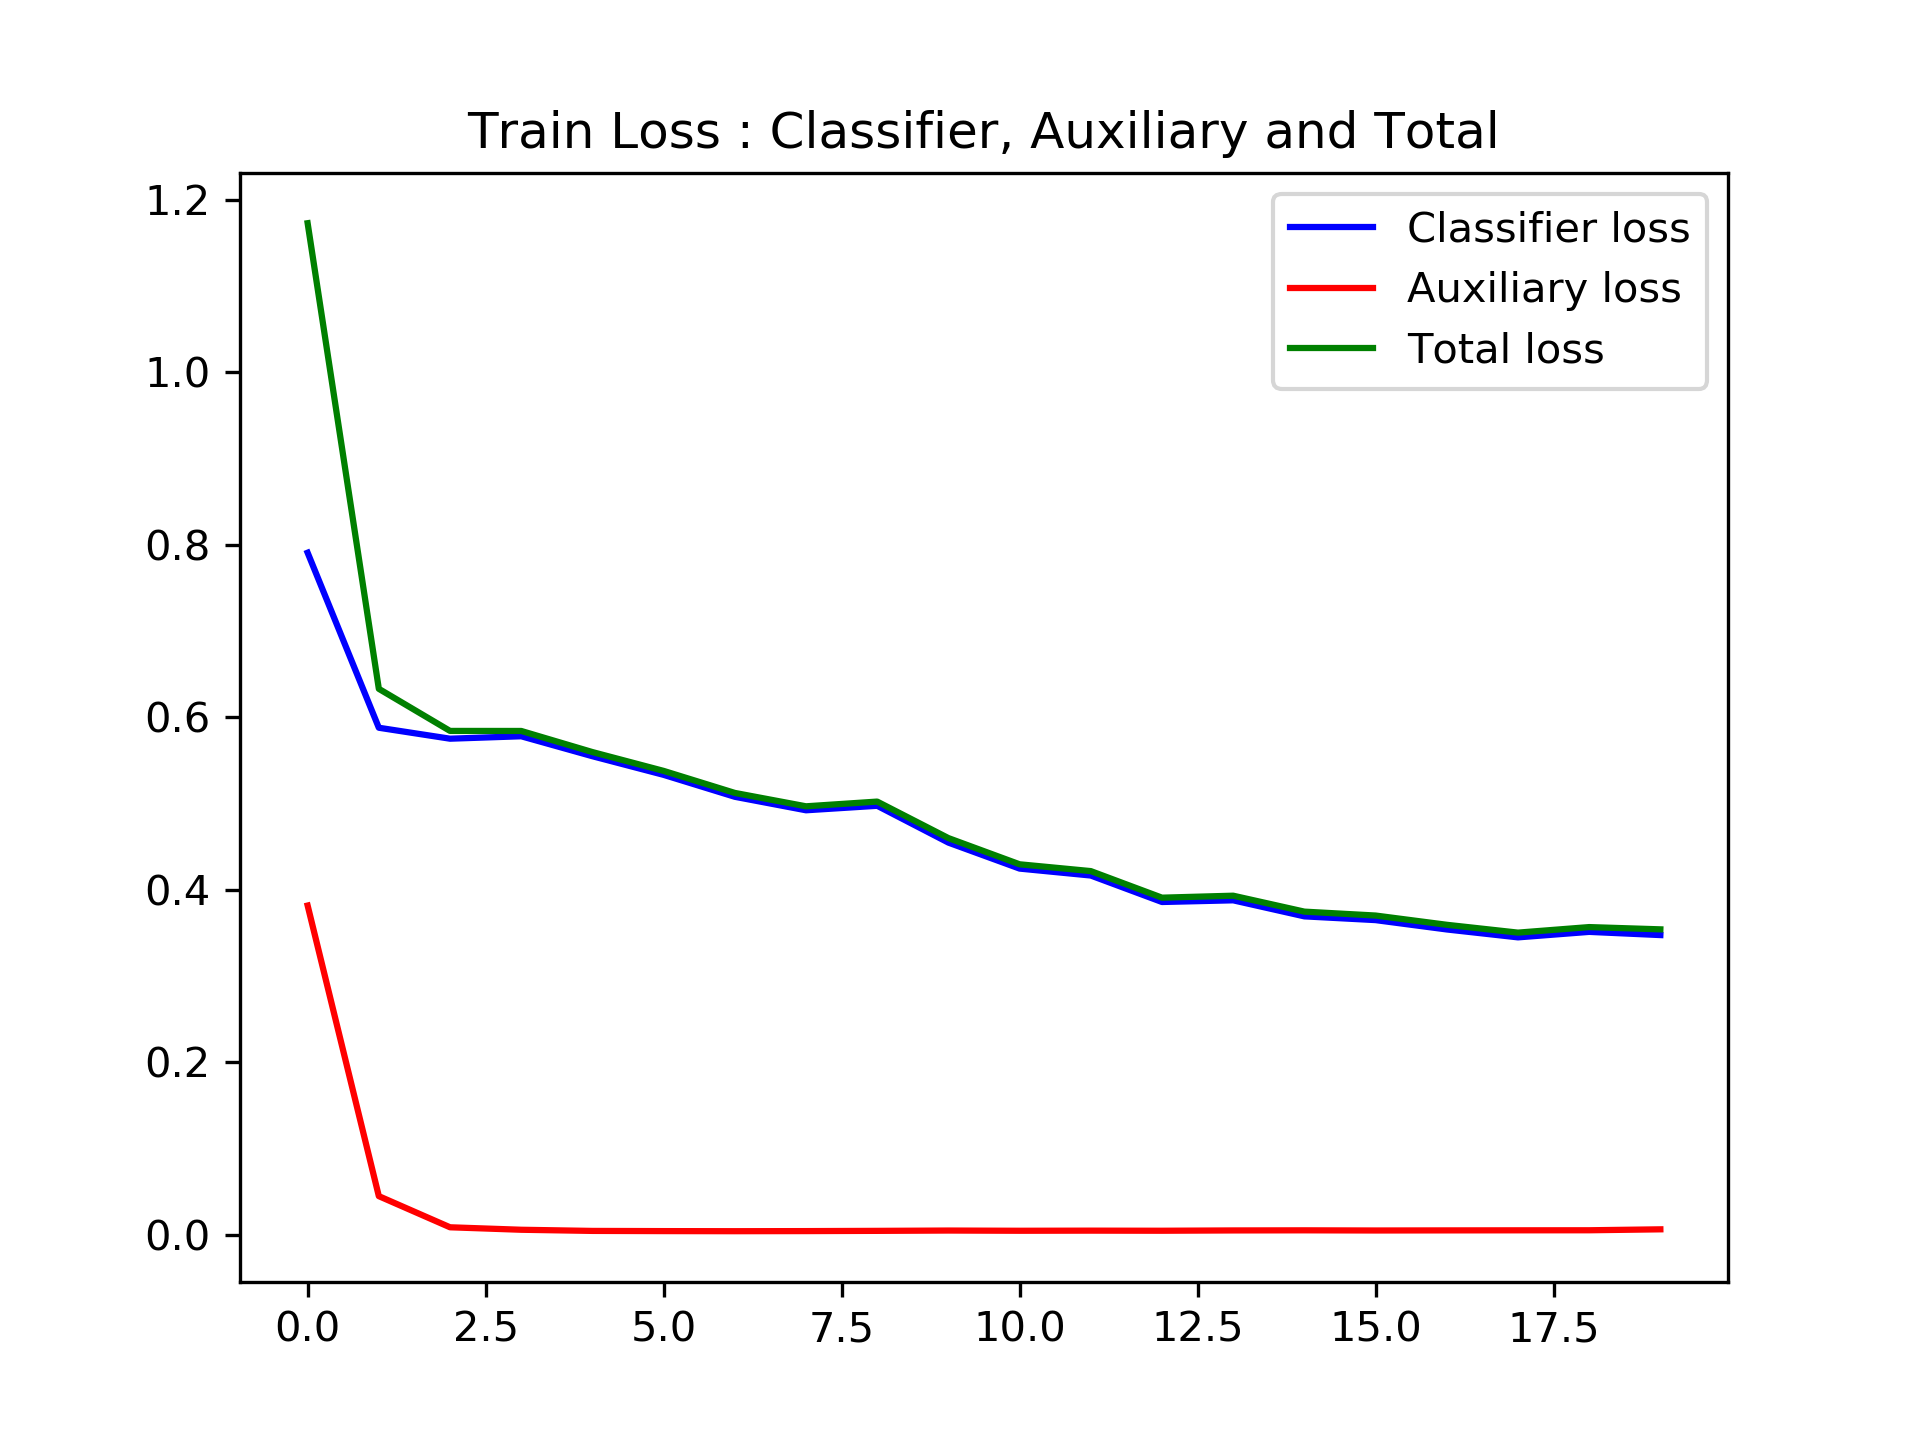 Train Loss : Classifier, Auxiliary and Total
1.2
1.0
0.8
0.6
0.4
0.2
0.0
Classifier loss
Auxiliary loss
Total loss
0.0 2.5 5.0 7.5 10.0 12.5 15.0 17.5